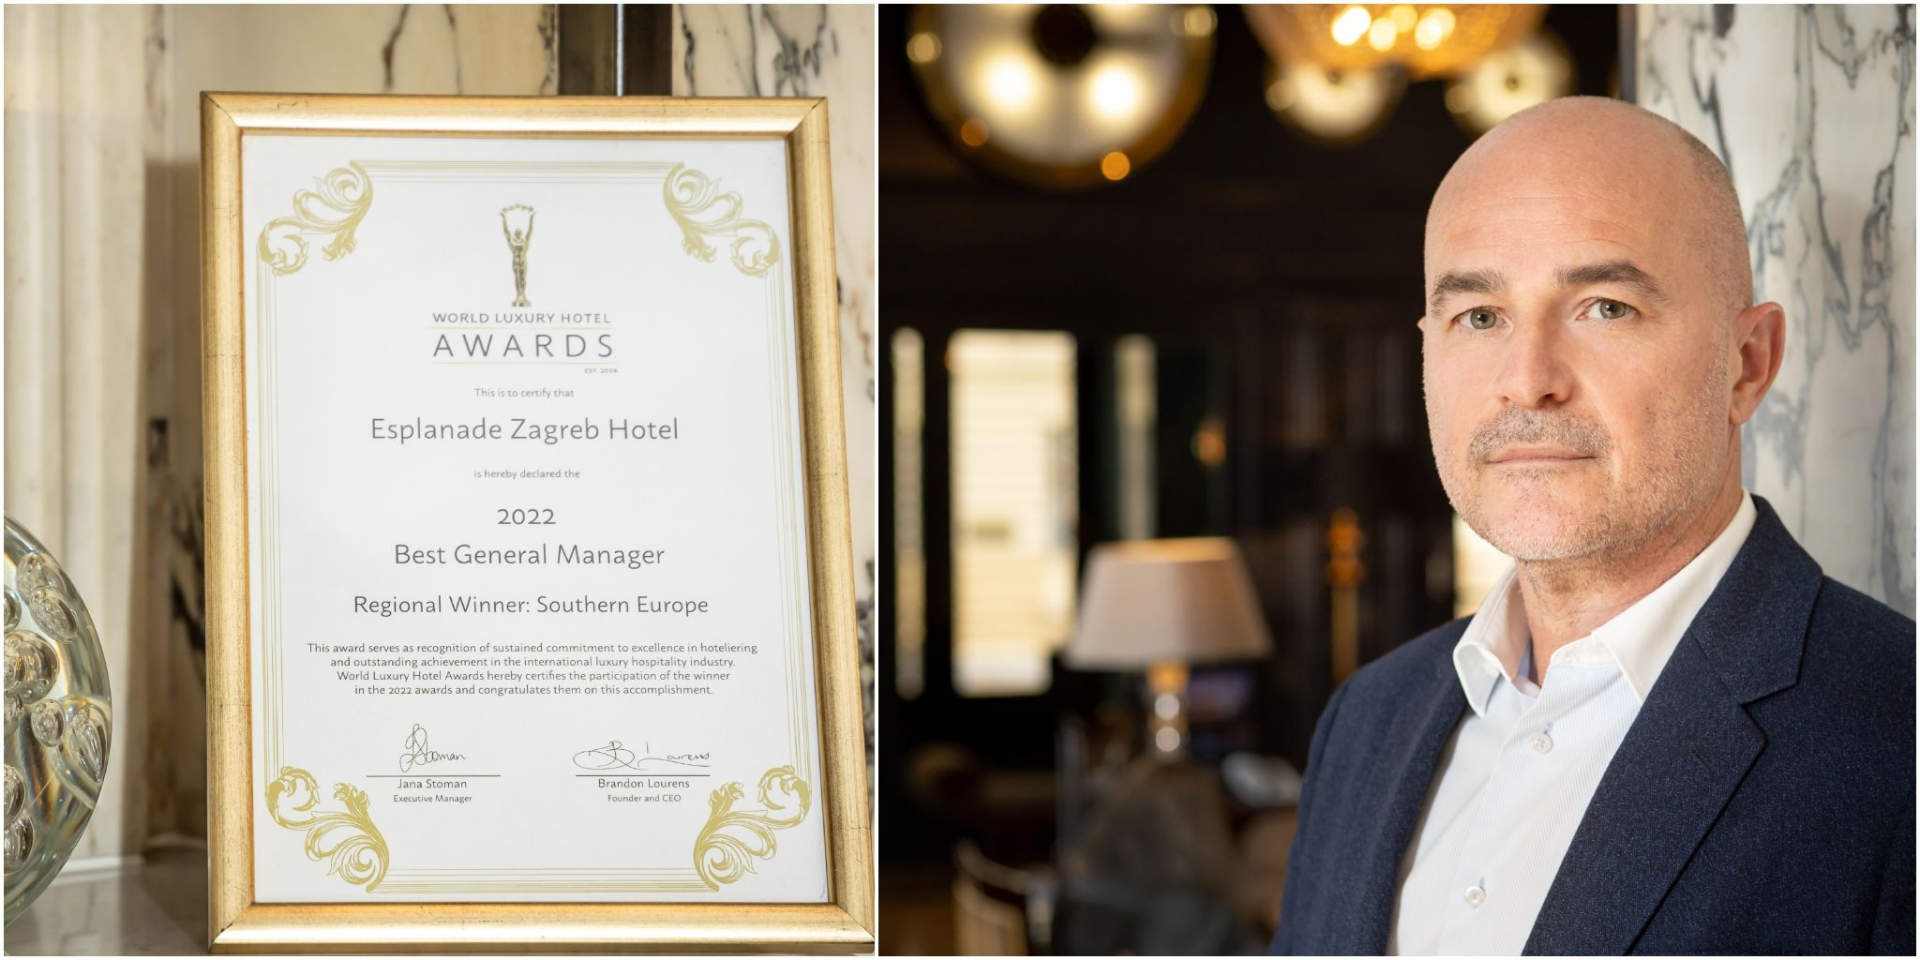 WORLD LUXURY HOTEL
AWARDS
EST. 2006
This is to certify that
Esplanade Zagreb Hotel
is hereby declared the
2022
Best General Manager
Regional Winner: Southern Europe
This award serves as recognition of sustained commitment to excellence in hoteliering
and outstanding achievement in the international luxury hospitality industry.
World Luxury Hotel Awards hereby certifies the participation of the winner
in the 2022 awards and congratulates them on this accomplishment.
JStoman
Lourens
Jana Stoman
Brandon Lourens
Executive Manager
Founder and CEO